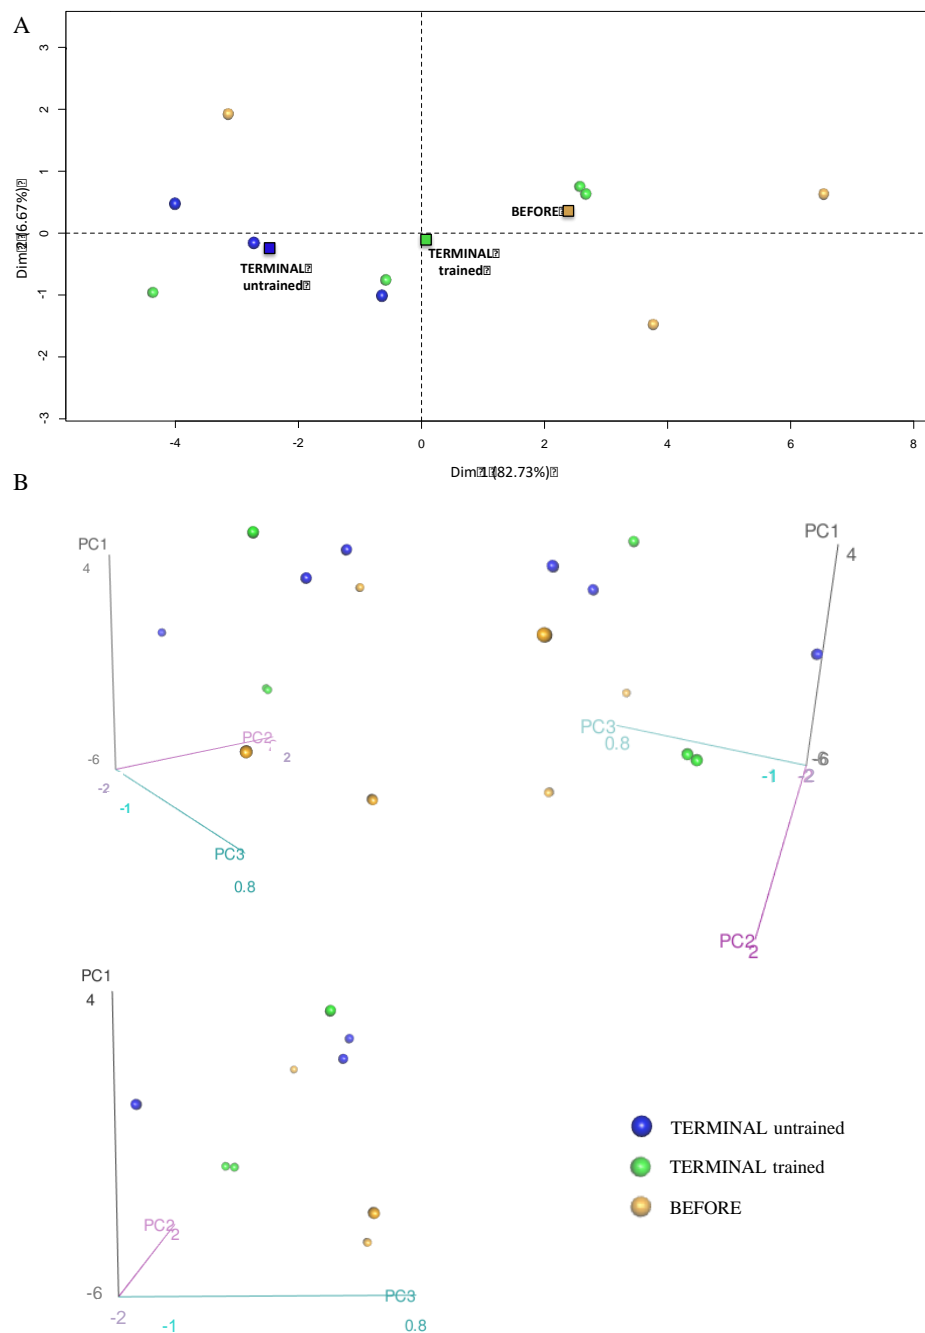 A
3
2
1
0
-1
-2
-3
Dim 2 (6.67%)
BEFORE
TERMINAL
trained
TERMINAL
untrained
-4
-2
0
2
4
6
8
Dim 1 (82.73%)
B
PC1
4
-6
-2
-1
PC2
2
PC3
0.8
PC1
4
PC3
0.8
-1
-2
-6
PC2
2
PC1
4
PC2
2
-6
-2
-1
PC3
0.8
TERMINAL untrained
TERMINAL trained
BEFORE